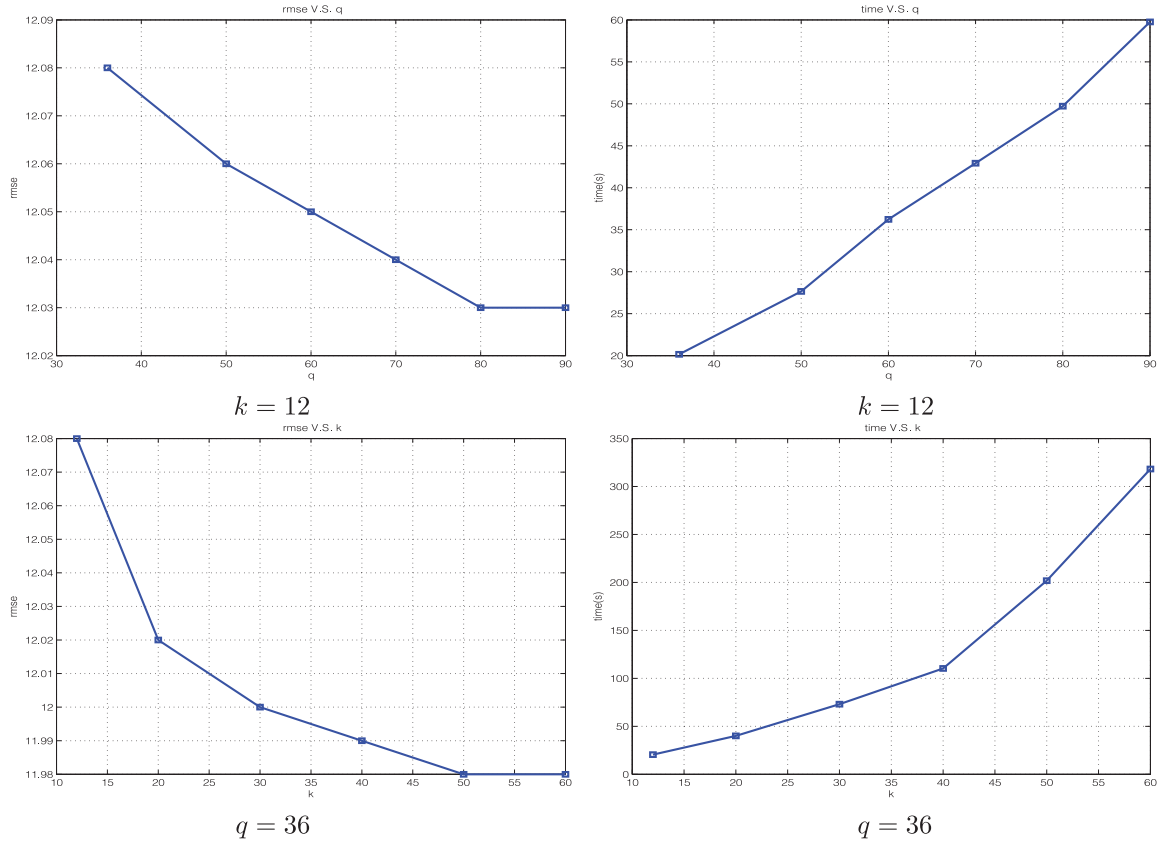 rmse V.S. q
12.09
12.08
12.07
12.06
12.05
12.04
12.03
12.02
rmse
30 40 50 60 70 80 90
q
k = 12
time V.S. q
60
55
50
45
40
35
30
25
20
time(s)
30 40 50 60 70 80 90
q
k = 12
rmse V.S. k
12.08
12.07
12.06
12.05
12.04
12.03
12.02
12.01
12
11.99
11.98
rmse
10 15 20 25 30 35 40 45 50 55 60
k
q = 36
time V.S. k
350
300
250
200
150
100
50
0
time(s)
10 15 20 25 30 35 40 45 50 55 60
k
q = 36